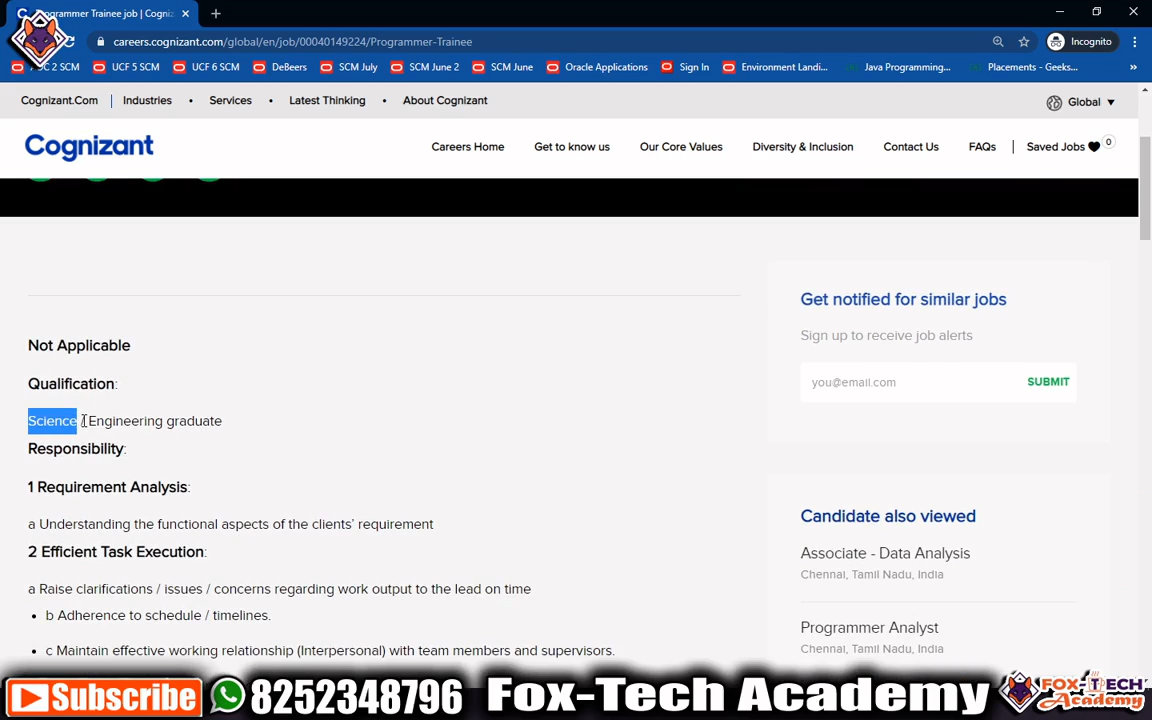 Programmer Trainee job | Cogniz
careers.cognizant.com/global/en/job/00040149224/Programmer-Trainee
Incognito
2 SCM
UCF 5 SCM
UCF 6 SCM
DeBeers
SCM July
SCM June 2
SCM June
Oracle Applications
Sign In
Environment Landi...
Java Programming...
Placements - Geeks...
»
Cognizant.Com
Industries
•
Services
•
Latest Thinking
•
About Cognizant
Global
Cognizant
Careers Home
Get to know us
Our Core Values
Diversity & Inclusion
Contact Us
FAQs
Saved Jobs
0
Not Applicable
Qualification:
Science / Engineering graduate
Responsibility:
1 Requirement Analysis:
a Understanding the functional aspects of the clients' requirement
2 Efficient Task Execution:
a Raise clarifications / issues / concerns regarding work output to the lead on time
• b Adherence to schedule / timelines.
• c Maintain effective working relationship (Interpersonal) with team members and supervisors.
Get notified for similar jobs
Sign up to receive job alerts
you@email.com
SUBMIT
Candidate also viewed
Associate - Data Analysis
Chennai, Tamil Nadu, India
Programmer Analyst
Chennai, Tamil Nadu, India
Subscribe
8252348796
Fox-Tech Academy
FOX-TECH
Academy